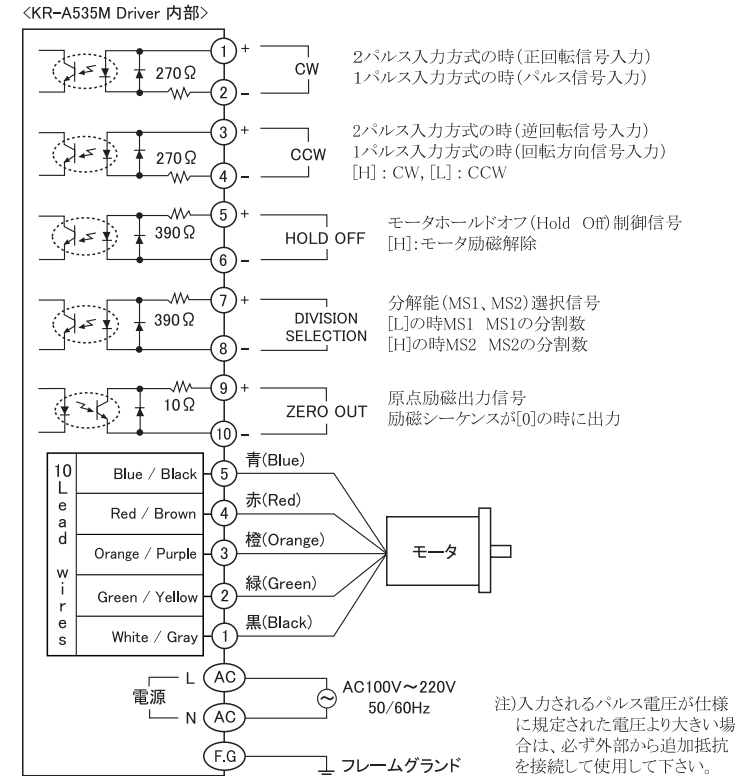 <KR-A535M Driver 内部>
1 +
CW
270Ω
2 -
2パルス入力方式の時(正回転信号入力)
1パルス入力方式の時(パルス信号入力)
3 +
CCW
270Ω
4 -
2パルス入力方式の時(逆回転信号入力)
1パルス入力方式の時(回転方向信号入力)
[H] : CW, [L] : CCW
5 +
390Ω
HOLD OFF
6 -
モータホールドオフ(Hold Off)制御信号
[H]:モータ励磁解除
7 +
390Ω
DIVISION
SELECTION
8 -
分解能(MS1、MS2)選択信号
[L]の時MS1 MS1の分割数
[H]の時MS2 MS2の分割数
9 +
10Ω
ZERO OUT
10 -
原点励磁出力信号
励磁シーケンスが[0]の時に出力
10 Lead wires
Blue / Black 5 青(Blue)
Red / Brown 4 赤(Red)
Orange / Purple 3 橙(Orange)
Green / Yellow 2 緑(Green)
White / Gray 1 黒(Black)
モータ
電源
L AC
N AC
AC100V~220V
50/60Hz
F.G
フレームグランド
注)入力されるパルス電圧が仕様
に規定された電圧より大きい場
合は、必ず外部から追加抵抗
を接続して使用して下さい。